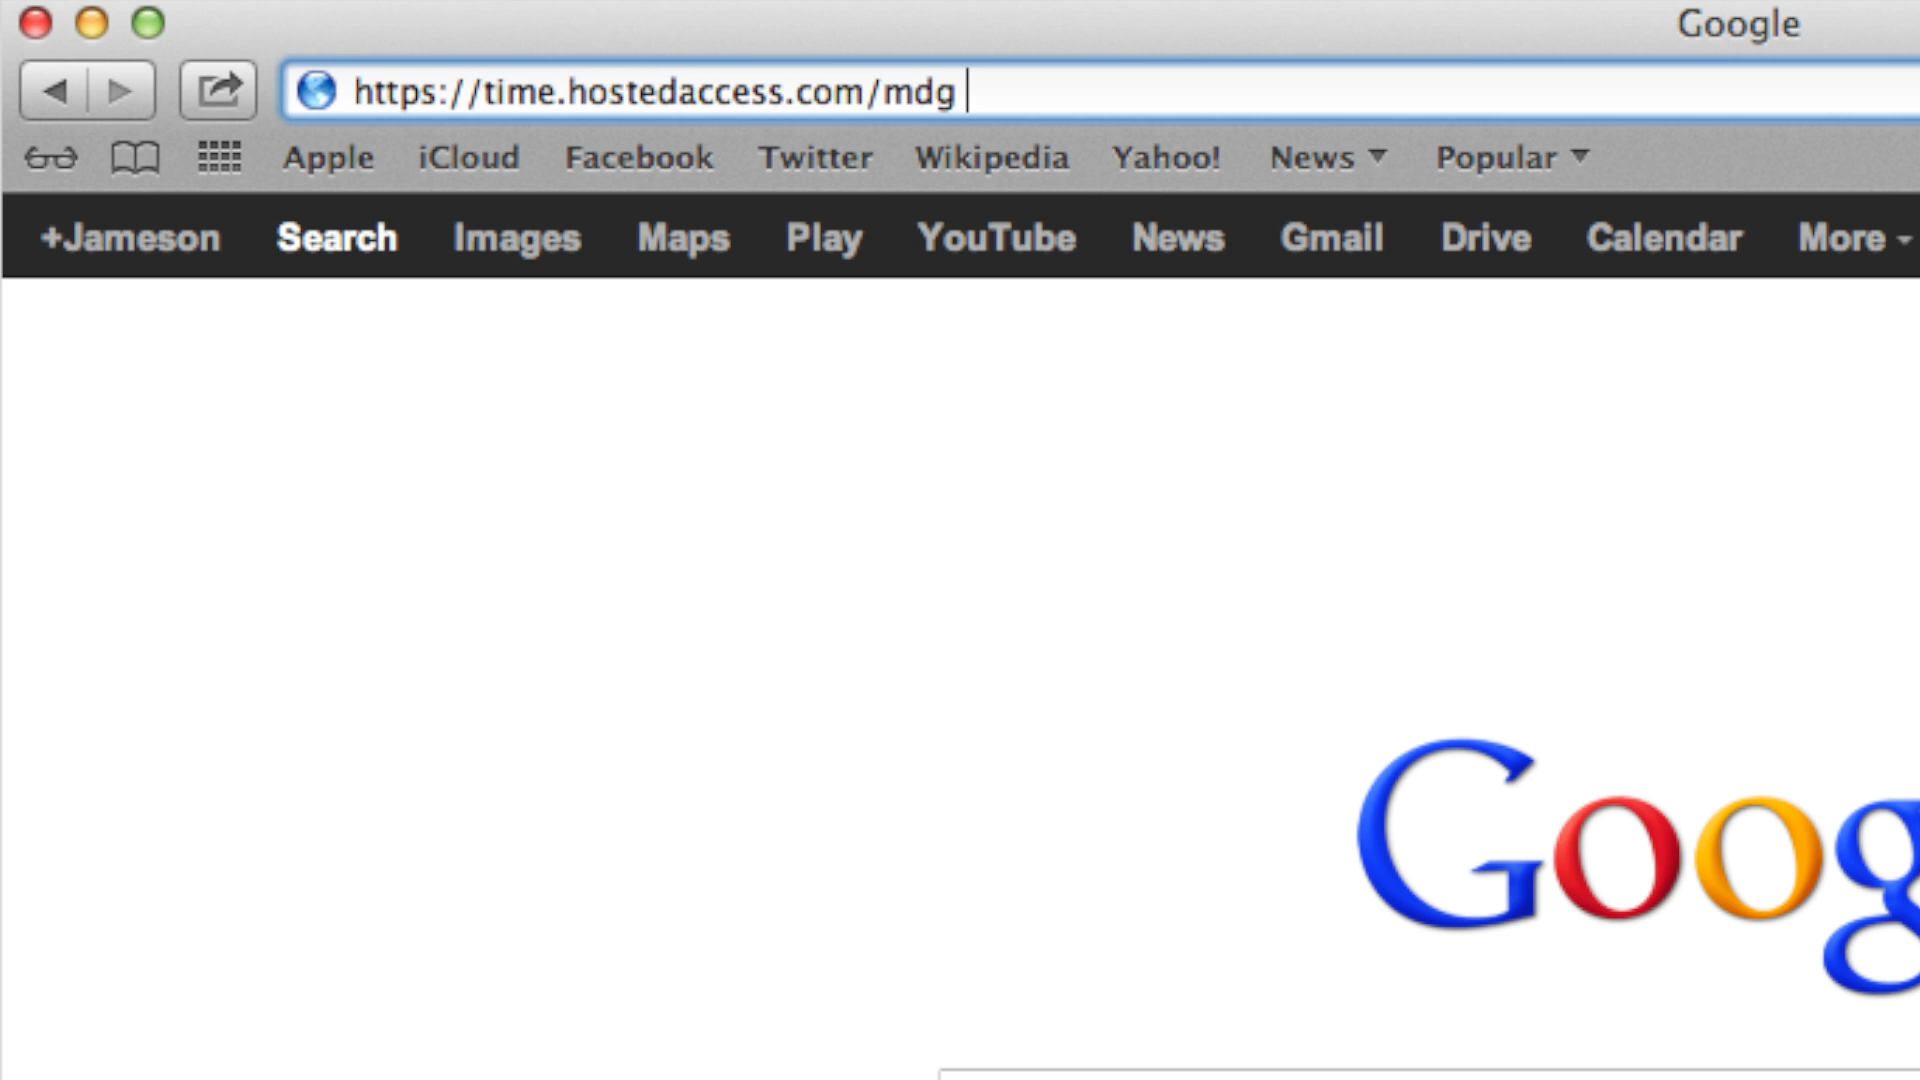 Google
https://time.hostedaccess.com/mdg
Apple iCloud Facebook Twitter Wikipedia Yahoo! News Popular
+Jameson Search Images Maps Play YouTube News Gmail Drive Calendar More
Goog